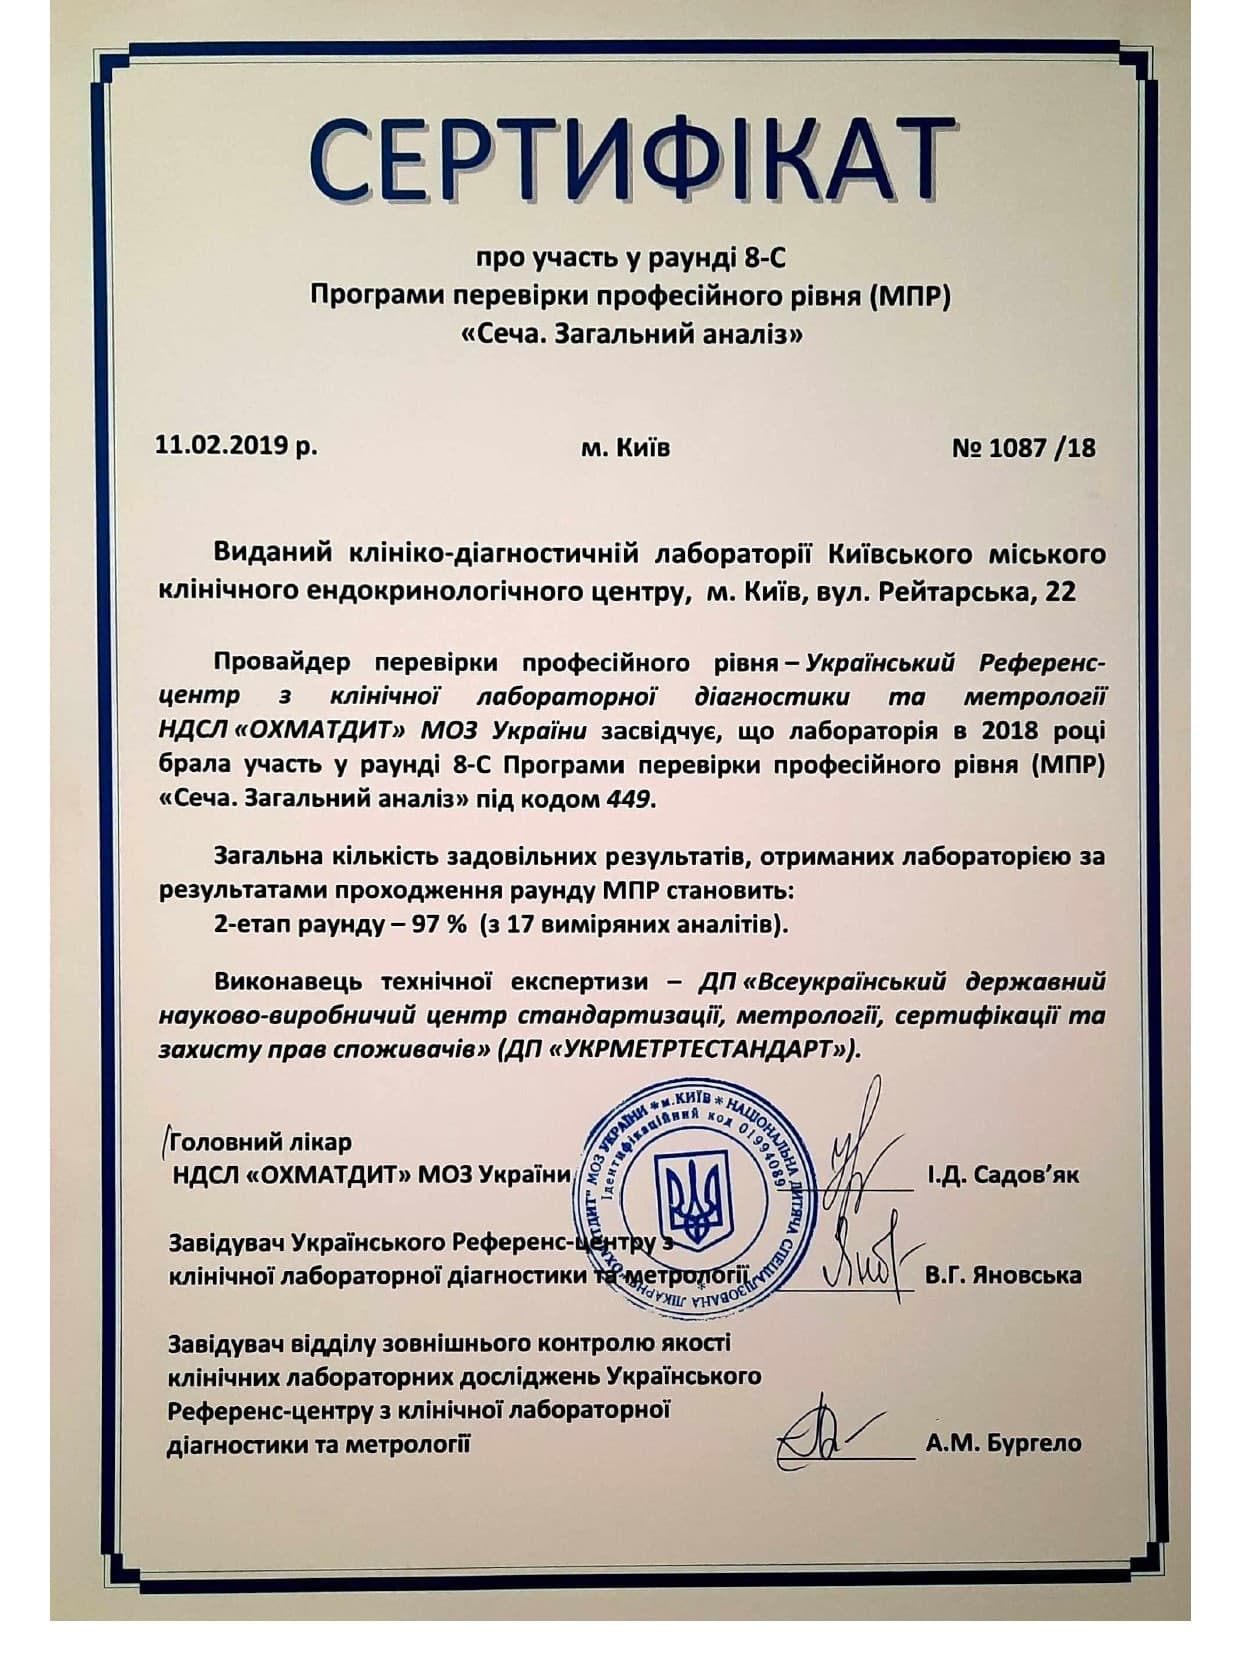 СЕРТИФІКАТ
про участь у раунді 8-С
Програми перевірки професійного рівня (МПР)
«Сеча. Загальний аналіз»
11.02.2019 р. м. Київ № 1087 /18
Виданий клініко-діагностичній лабораторії Київського міського
клінічного ендокринологічного центру, м. Київ, вул. Рейтарська, 22
Провайдер перевірки професійного рівня – Український Референс-
центр з клінічної лабораторної діагностики та метрології
НДСЛ «ОХМАТДИТ» МОЗ України засвідчує, що лабораторія в 2018 році
брала участь у раунді 8-С Програми перевірки професійного рівня (МПР)
«Сеча. Загальний аналіз» під кодом 449.
Загальна кількість задовільних результатів, отриманих лабораторією за
результатами проходження раунду МПР становить:
2-етап раунду – 97 % (з 17 виміряних аналітів).
Виконавець технічної експертизи – ДП «Всеукраїнський державний
науково-виробничий центр стандартизації, метрології, сертифікації та
захисту прав споживачів» (ДП «УКРМЕТРТЕСТАНДАРТ»).
Головний лікар
НДСЛ «ОХМАТДИТ» МОЗ України І.Д. Садов’як
Завідувач Українського Референс-центру з
клінічної лабораторної діагностики та метрології В.Г. Яновська
Завідувач відділу зовнішнього контролю якості
клінічних лабораторних досліджень Українського
Референс-центру з клінічної лабораторної
діагностики та метрології А.М. Бургело
МОЗ УКРАЇНИ * м.КИЇВ * НАЦІОНАЛЬНА ДИТЯЧА СПЕЦІАЛІЗОВАНА ЛІКАРНЯ "ОХМАТДИТ"
Ідентифікаційний код 01994089